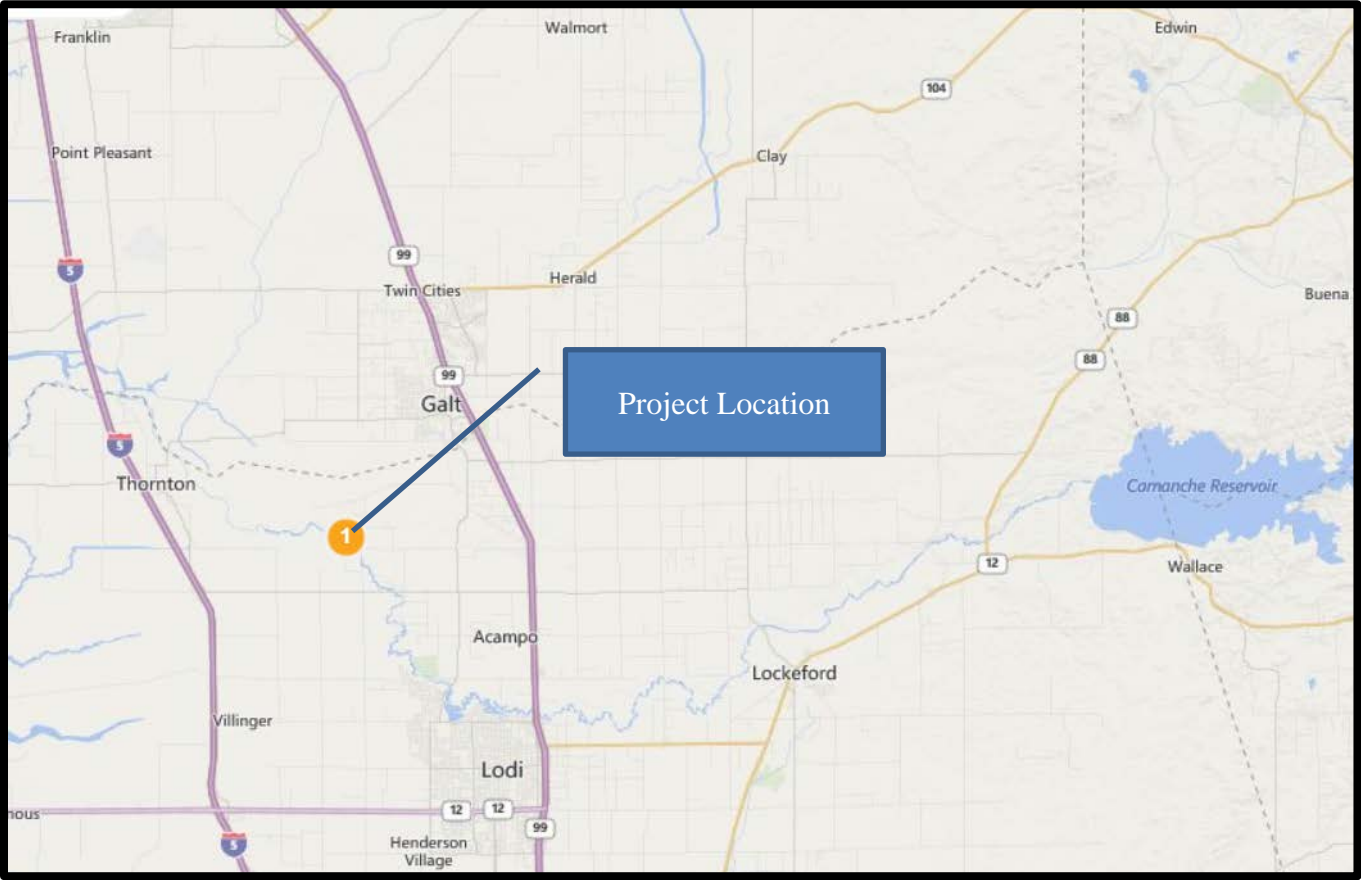 Franklin
Walmort
Edwin
104
Point Pleasant
Clay
99
5
Twin Cities
Herald
Buena
88
88
99
Galt
Project Location
5
Thornton
Camanche Reservoir
1
12
Wallace
Acampo
Lockeford
Villinger
Lodi
nous
12
12
99
5
Henderson
Village